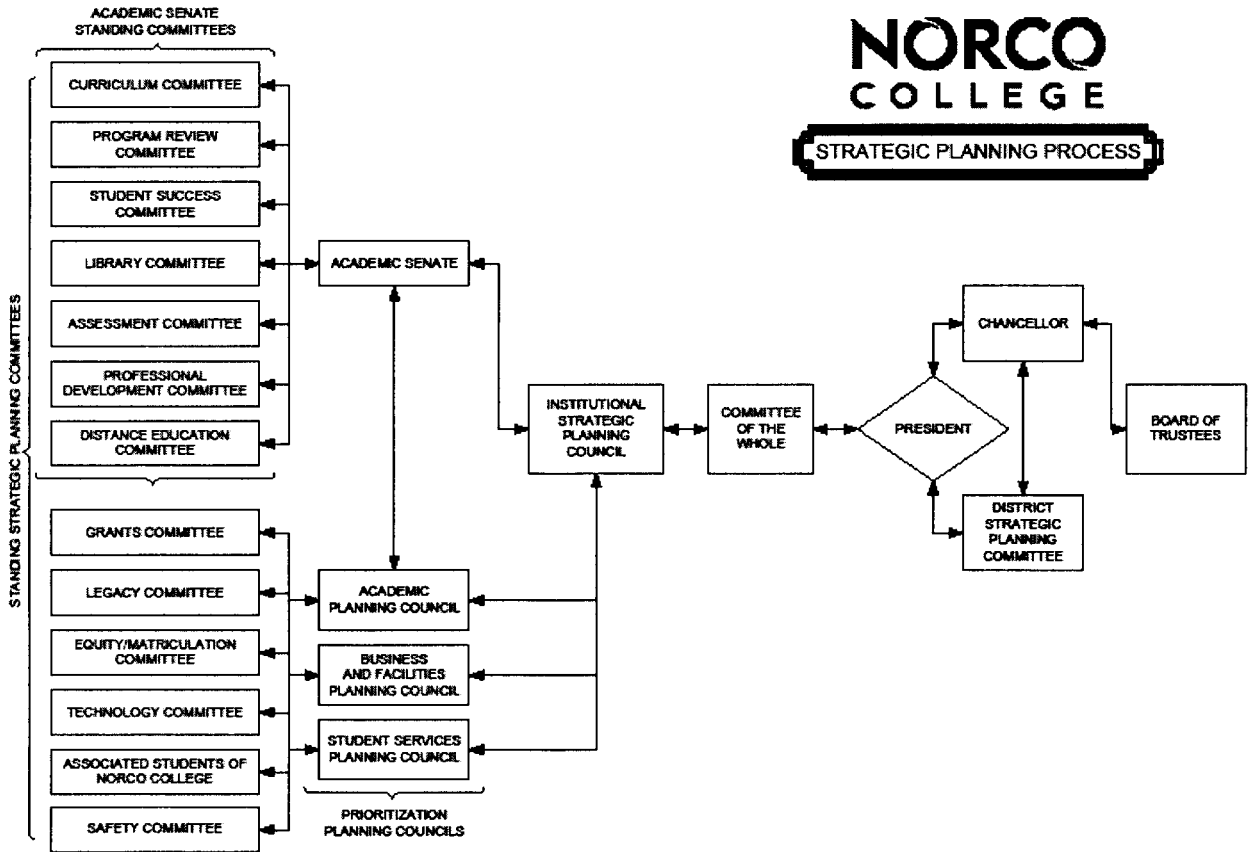 ACADEMIC SENATE
STANDING COMMITTEES
NORCO
COLLEGE
STRATEGIC PLANNING PROCESS
STANDING STRATEGIC PLANNING COMMITTEES
CURRICULUM COMMITTEE
PROGRAM REVIEW
COMMITTEE
STUDENT SUCCESS
COMMITTEE
LIBRARY COMMITTEE
ASSESSMENT COMMITTEE
PROFESSIONAL
DEVELOPMENT COMMITTEE
DISTANCE EDUCATION
COMMITTEE
GRANTS COMMITTEE
LEGACY COMMITTEE
EQUITY/MATRICULATION
COMMITTEE
TECHNOLOGY COMMITTEE
ASSOCIATED STUDENTS OF
NORCO COLLEGE
SAFETY COMMITTEE
ACADEMIC SENATE
ACADEMIC
PLANNING COUNCIL
BUSINESS
AND FACILITIES
PLANNING COUNCIL
STUDENT SERVICES
PLANNING COUNCIL
PRIORITIZATION
PLANNING COUNCILS
INSTITUTIONAL
STRATEGIC
PLANNING
COUNCIL
COMMITTEE
OF THE
WHOLE
PRESIDENT
CHANCELLOR
DISTRICT
STRATEGIC
PLANNING
COMMITTEE
BOARD OF
TRUSTEES